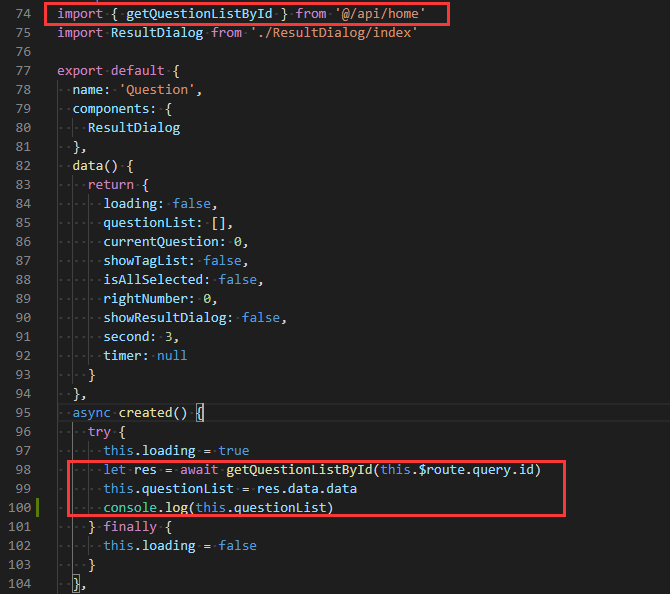 74 import { getQuestionListById } from '@/api/home'
75 import ResultDialog from './ResultDialog/index'
76
77 export default {
78   name: 'Question',
79   components: {
80     ResultDialog
81   },
82   data() {
83     return {
84       loading: false,
85       questionList: [],
86       currentQuestion: 0,
87       showTagList: false,
88       isAllSelected: false,
89       rightNumber: 0,
90       showResultDialog: false,
91       second: 3,
92       timer: null
93     }
94   },
95   async created() {
96     try {
97       this.loading = true
98       let res = await getQuestionListById(this.$route.query.id)
99       this.questionList = res.data.data
100       console.log(this.questionList)
101     } finally {
102       this.loading = false
103     }
104   },